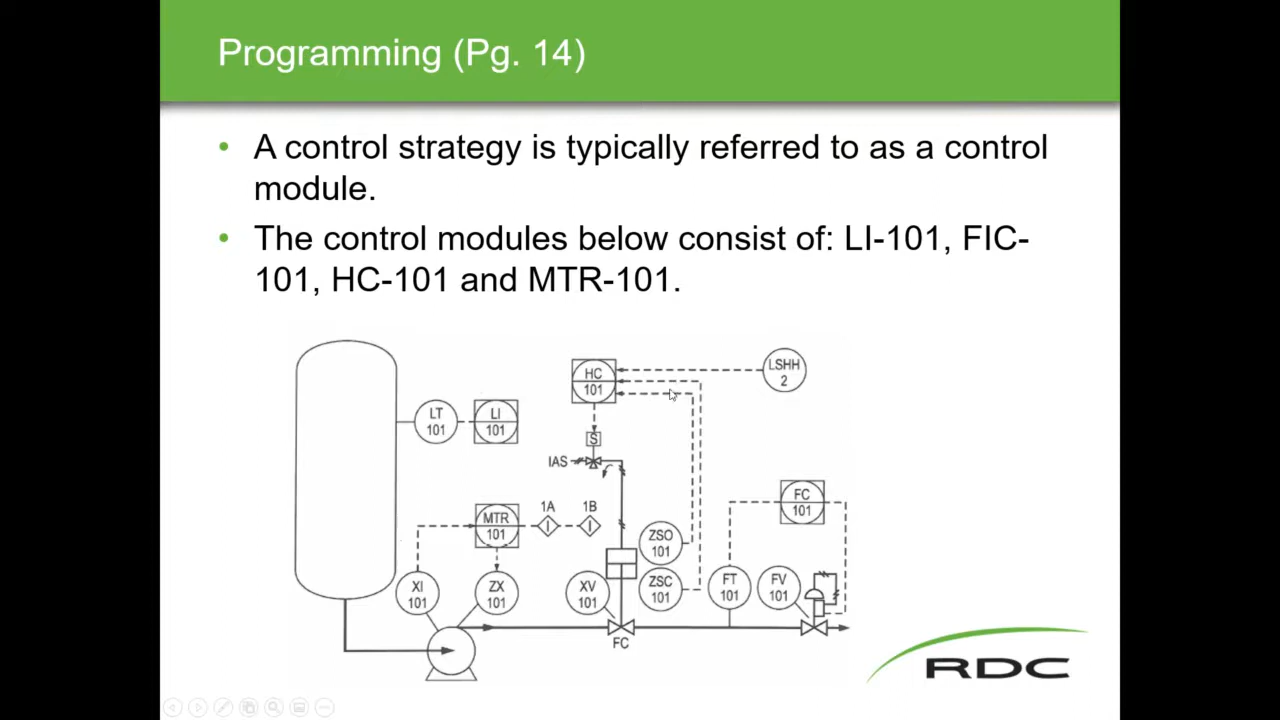 Programming (Pg. 14)
• A control strategy is typically referred to as a control
module.
• The control modules below consist of: LI-101, FIC-
101, HC-101 and MTR-101.
HC
101
LSHH
2
LT
101
LI
101
S
IAS
FC
101
MTR
101
1A
I
1B
I
ZSO
101
XI
101
ZX
101
XV
101
ZSC
101
FT
101
FV
101
FC
RDC